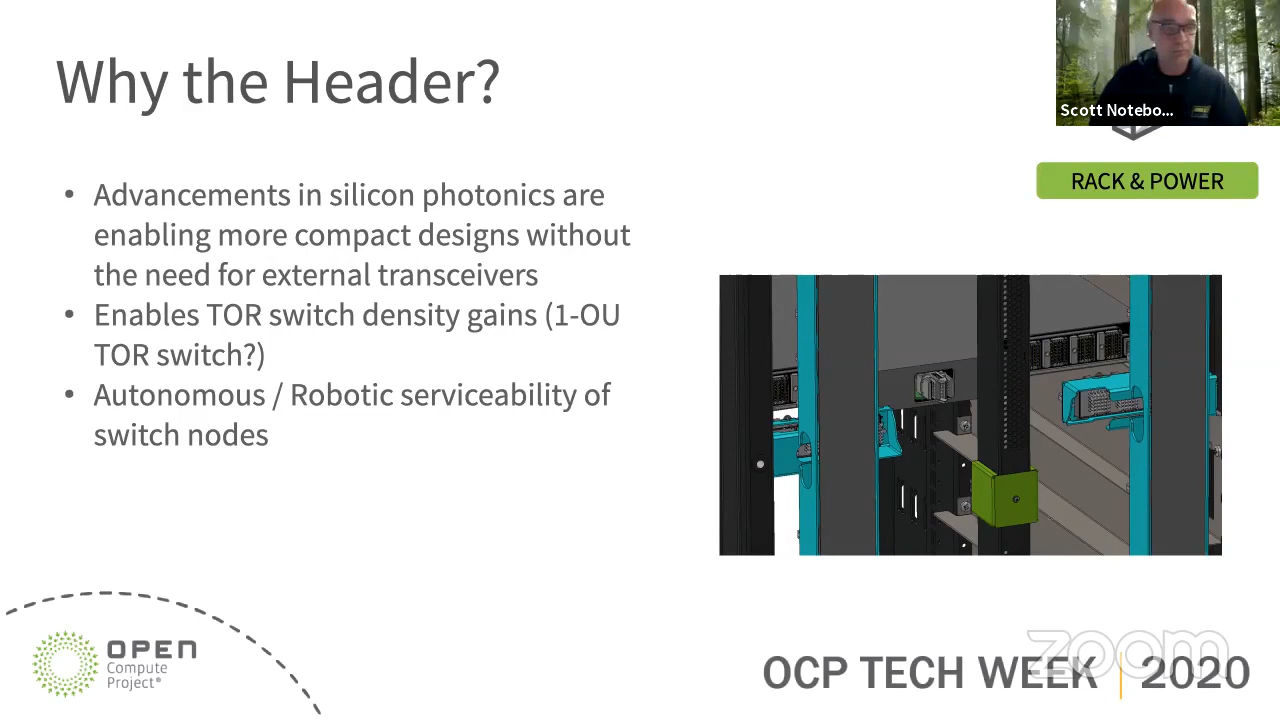 Why the Header?
Scott Notebo...
RACK & POWER
• Advancements in silicon photonics are
enabling more compact designs without
the need for external transceivers
• Enables TOR switch density gains (1-OU
TOR switch?)
• Autonomous / Robotic serviceability of
switch nodes
OPEN
Compute
Project®
zoom
OCP TECH WEEK | 2020